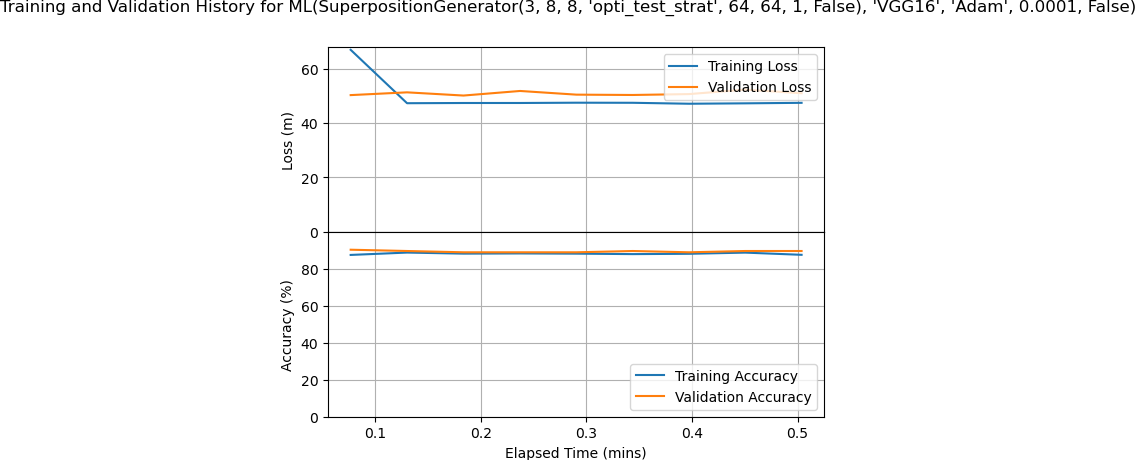 Training and Validation History for ML(SuperpositionGenerator(3, 8, 8, 'opti_test_strat', 64, 64, 1, False), 'VGG16', 'Adam', 0.0001, False)
Training Loss
Validation Loss
60
40
20
0
Loss (m)
80
60
40
20
0
Accuracy (%)
Training Accuracy
Validation Accuracy
0.1
0.2
0.3
0.4
0.5
Elapsed Time (mins)